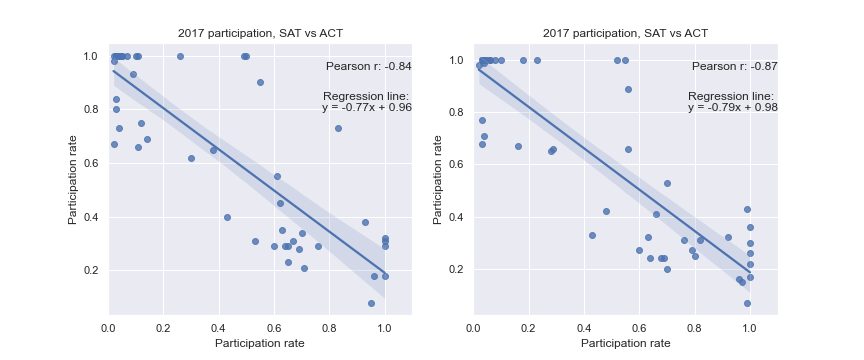 2017 participation, SAT vs ACT
1.0
0.8
0.6
0.4
0.2
Participation rate
Pearson r: -0.84
Regression line:
y = -0.77x + 0.96
0.0 0.2 0.4 0.6 0.8 1.0
Participation rate
2017 participation, SAT vs ACT
1.0
0.8
0.6
0.4
0.2
Participation rate
Pearson r: -0.87
Regression line:
y = -0.79x + 0.98
0.0 0.2 0.4 0.6 0.8 1.0
Participation rate